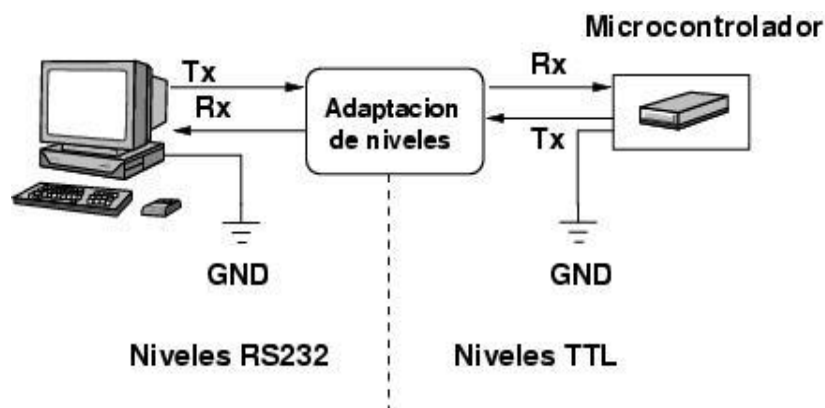 Microcontrolador
Tx
Rx
Adaptacion
de niveles
Rx
Tx
GND
GND
Niveles RS232
Niveles TTL